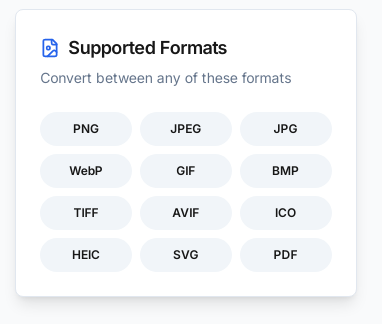 Supported Formats
Convert between any of these formats
PNG JPEG JPG
WebP GIF BMP
TIFF AVIF ICO
HEIC SVG PDF